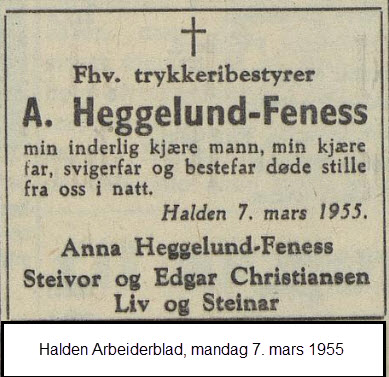 Fhv. trykkeribestyrer
A. Heggelund-Feness
min inderlig kjære mann, min kjære
far, svigerfar og bestefar døde stille
fra oss i natt.
Halden 7. mars 1955.
Anna Heggelund-Feness
Steivor og Edgar Christiansen
Liv og Steinar
Halden Arbeiderblad, mandag 7. mars 1955